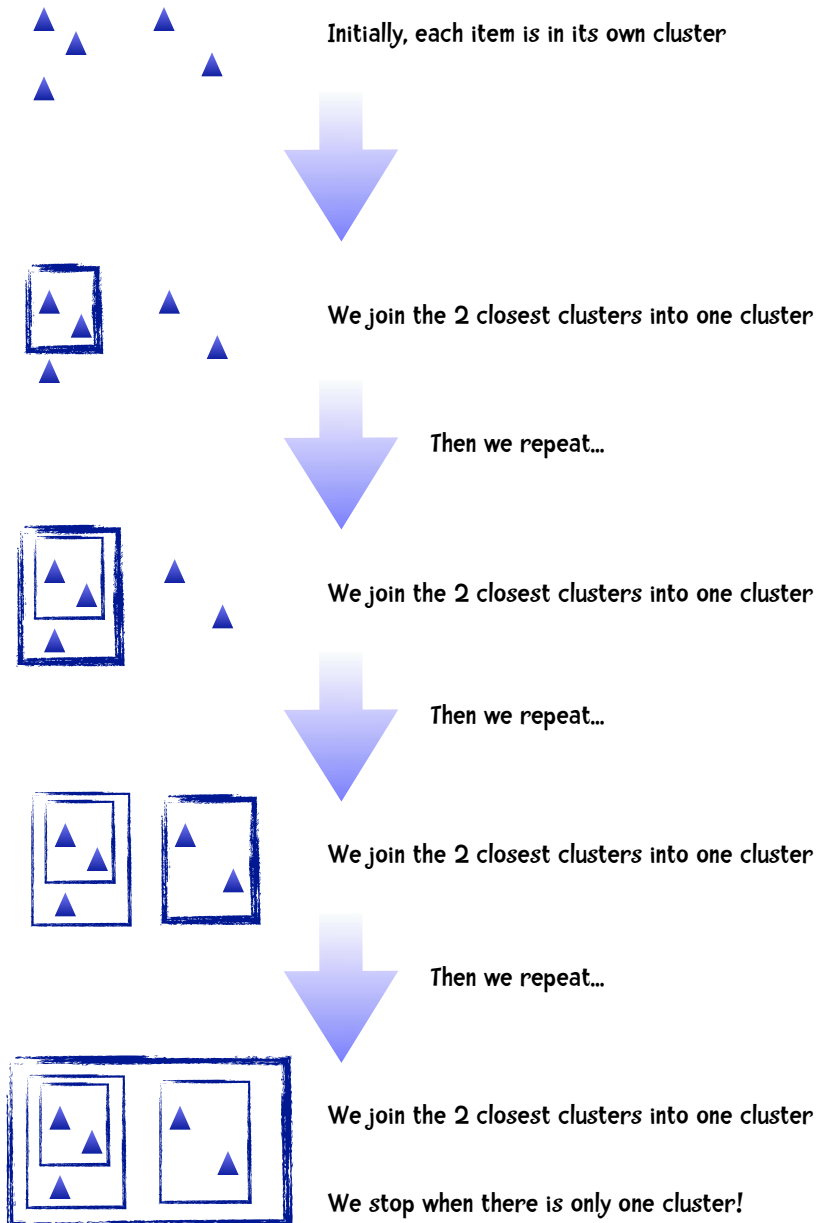 Initially, each item is in its own cluster
We join the 2 closest clusters into one cluster
Then we repeat...
We join the 2 closest clusters into one cluster
Then we repeat...
We join the 2 closest clusters into one cluster
Then we repeat...
We join the 2 closest clusters into one cluster
We stop when there is only one cluster!